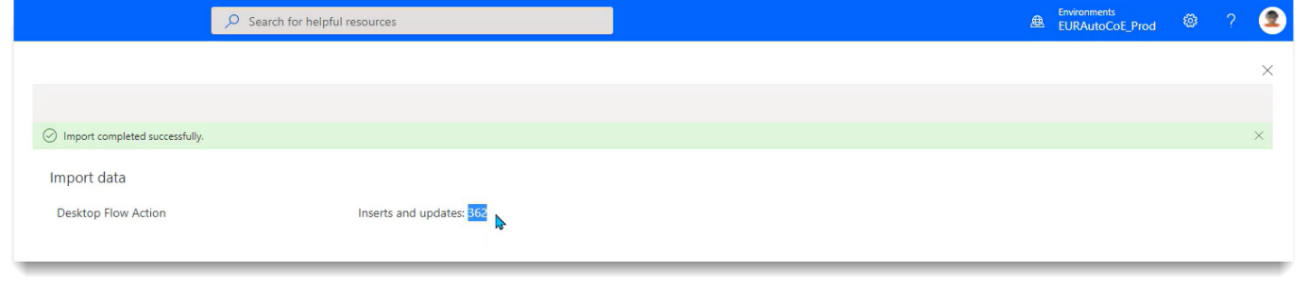 Search for helpful resources
Environments
EURAutoCoE_Prod
?
Import completed successfully.
Import data
Desktop Flow Action
Inserts and updates: 362